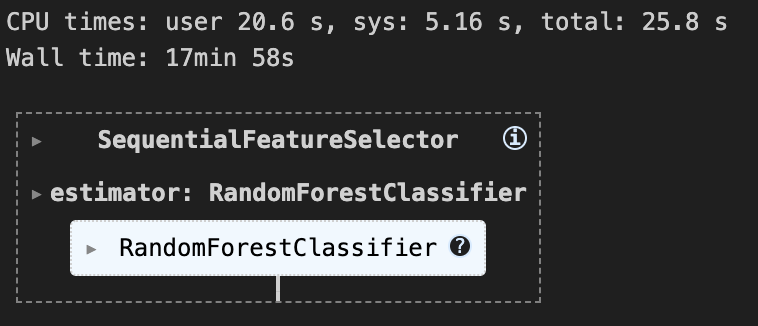 CPU times: user 20.6 s, sys: 5.16 s, total: 25.8 s
Wall time: 17min 58s
▸ SequentialFeatureSelector i
▸ estimator: RandomForestClassifier
▸ RandomForestClassifier ?